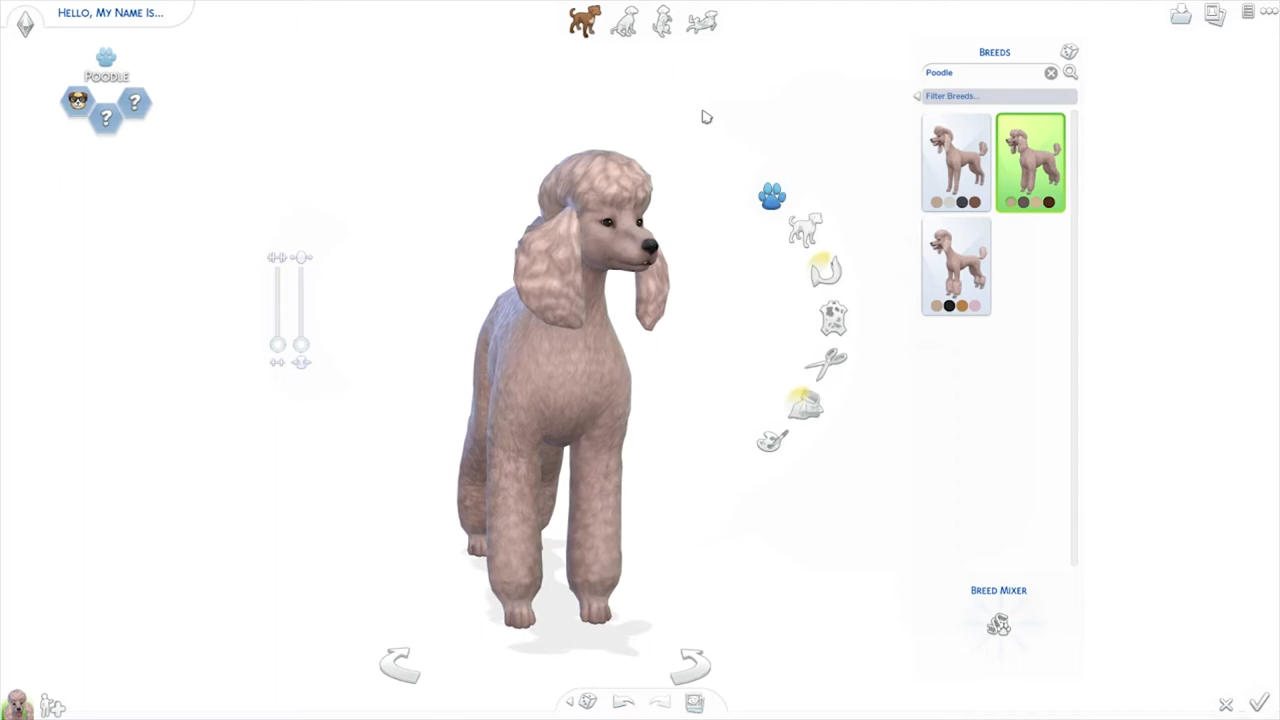 Hello, My Name Is...
Poodle
? ?
Breeds
Poodle
Filter Breeds...
Breed Mixer